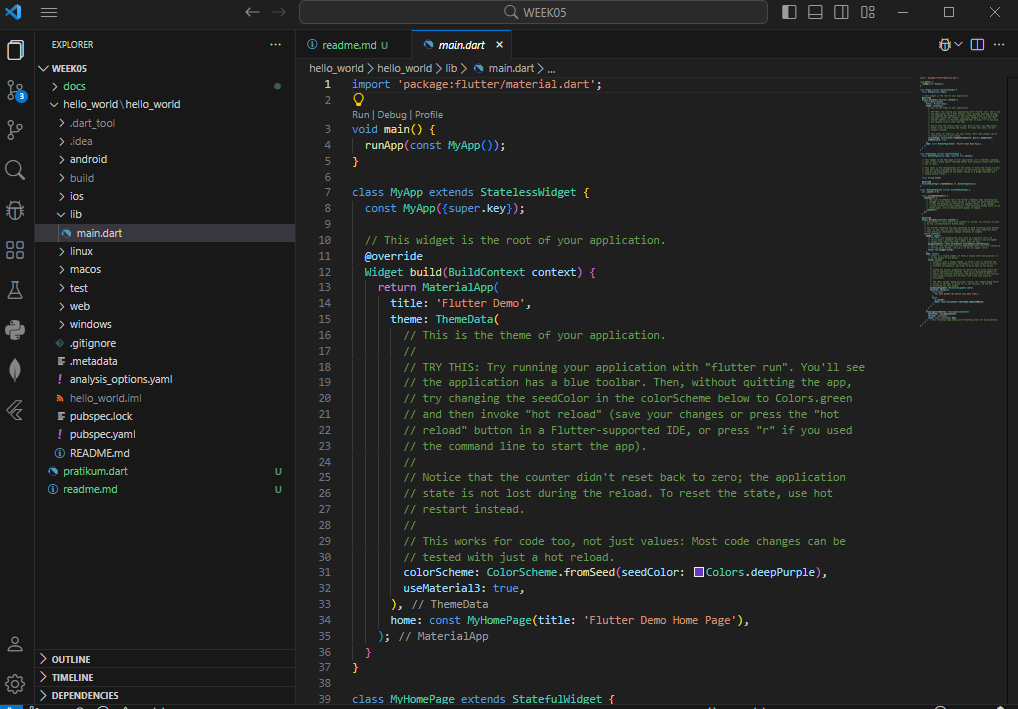 WEEK05
EXPLORER
WEEK05
docs
hello_world \ hello_world
.dart_tool
.idea
android
build
ios
lib
main.dart
linux
macos
test
web
windows
.gitignore
.metadata
analysis_options.yaml
hello_world.iml
pubspec.lock
pubspec.yaml
README.md
pratikum.dart U
readme.md U
OUTLINE
TIMELINE
DEPENDENCIES
3
readme.md U
main.dart
hello_world > hello_world > lib > main.dart > ...
1 import 'package:flutter/material.dart';
2
Run | Debug | Profile
3 void main() {
4 runApp(const MyApp());
5 }
6
7 class MyApp extends StatelessWidget {
8 const MyApp({super.key});
9
10 // This widget is the root of your application.
11 @override
12 Widget build(BuildContext context) {
13 return MaterialApp(
14 title: 'Flutter Demo',
15 theme: ThemeData(
16 // This is the theme of your application.
17 //
18 // TRY THIS: Try running your application with "flutter run". You'll see
19 // the application has a blue toolbar. Then, without quitting the app,
20 // try changing the seedColor in the colorScheme below to Colors.green
21 // and then invoke "hot reload" (save your changes or press the "hot
22 // reload" button in a Flutter-supported IDE, or press "r" if you used
23 // the command line to start the app).
24 //
25 // Notice that the counter didn't reset back to zero; the application
26 // state is not lost during the reload. To reset the state, use hot
27 // restart instead.
28 //
29 // This works for code too, not just values: Most code changes can be
30 // tested with just a hot reload.
31 colorScheme: ColorScheme.fromSeed(seedColor: Colors.deepPurple),
32 useMaterial3: true,
33 ), // ThemeData
34 home: const MyHomePage(title: 'Flutter Demo Home Page'),
35 ); // MaterialApp
36 }
37 }
38
39 class MyHomePage extends StatefulWidget {